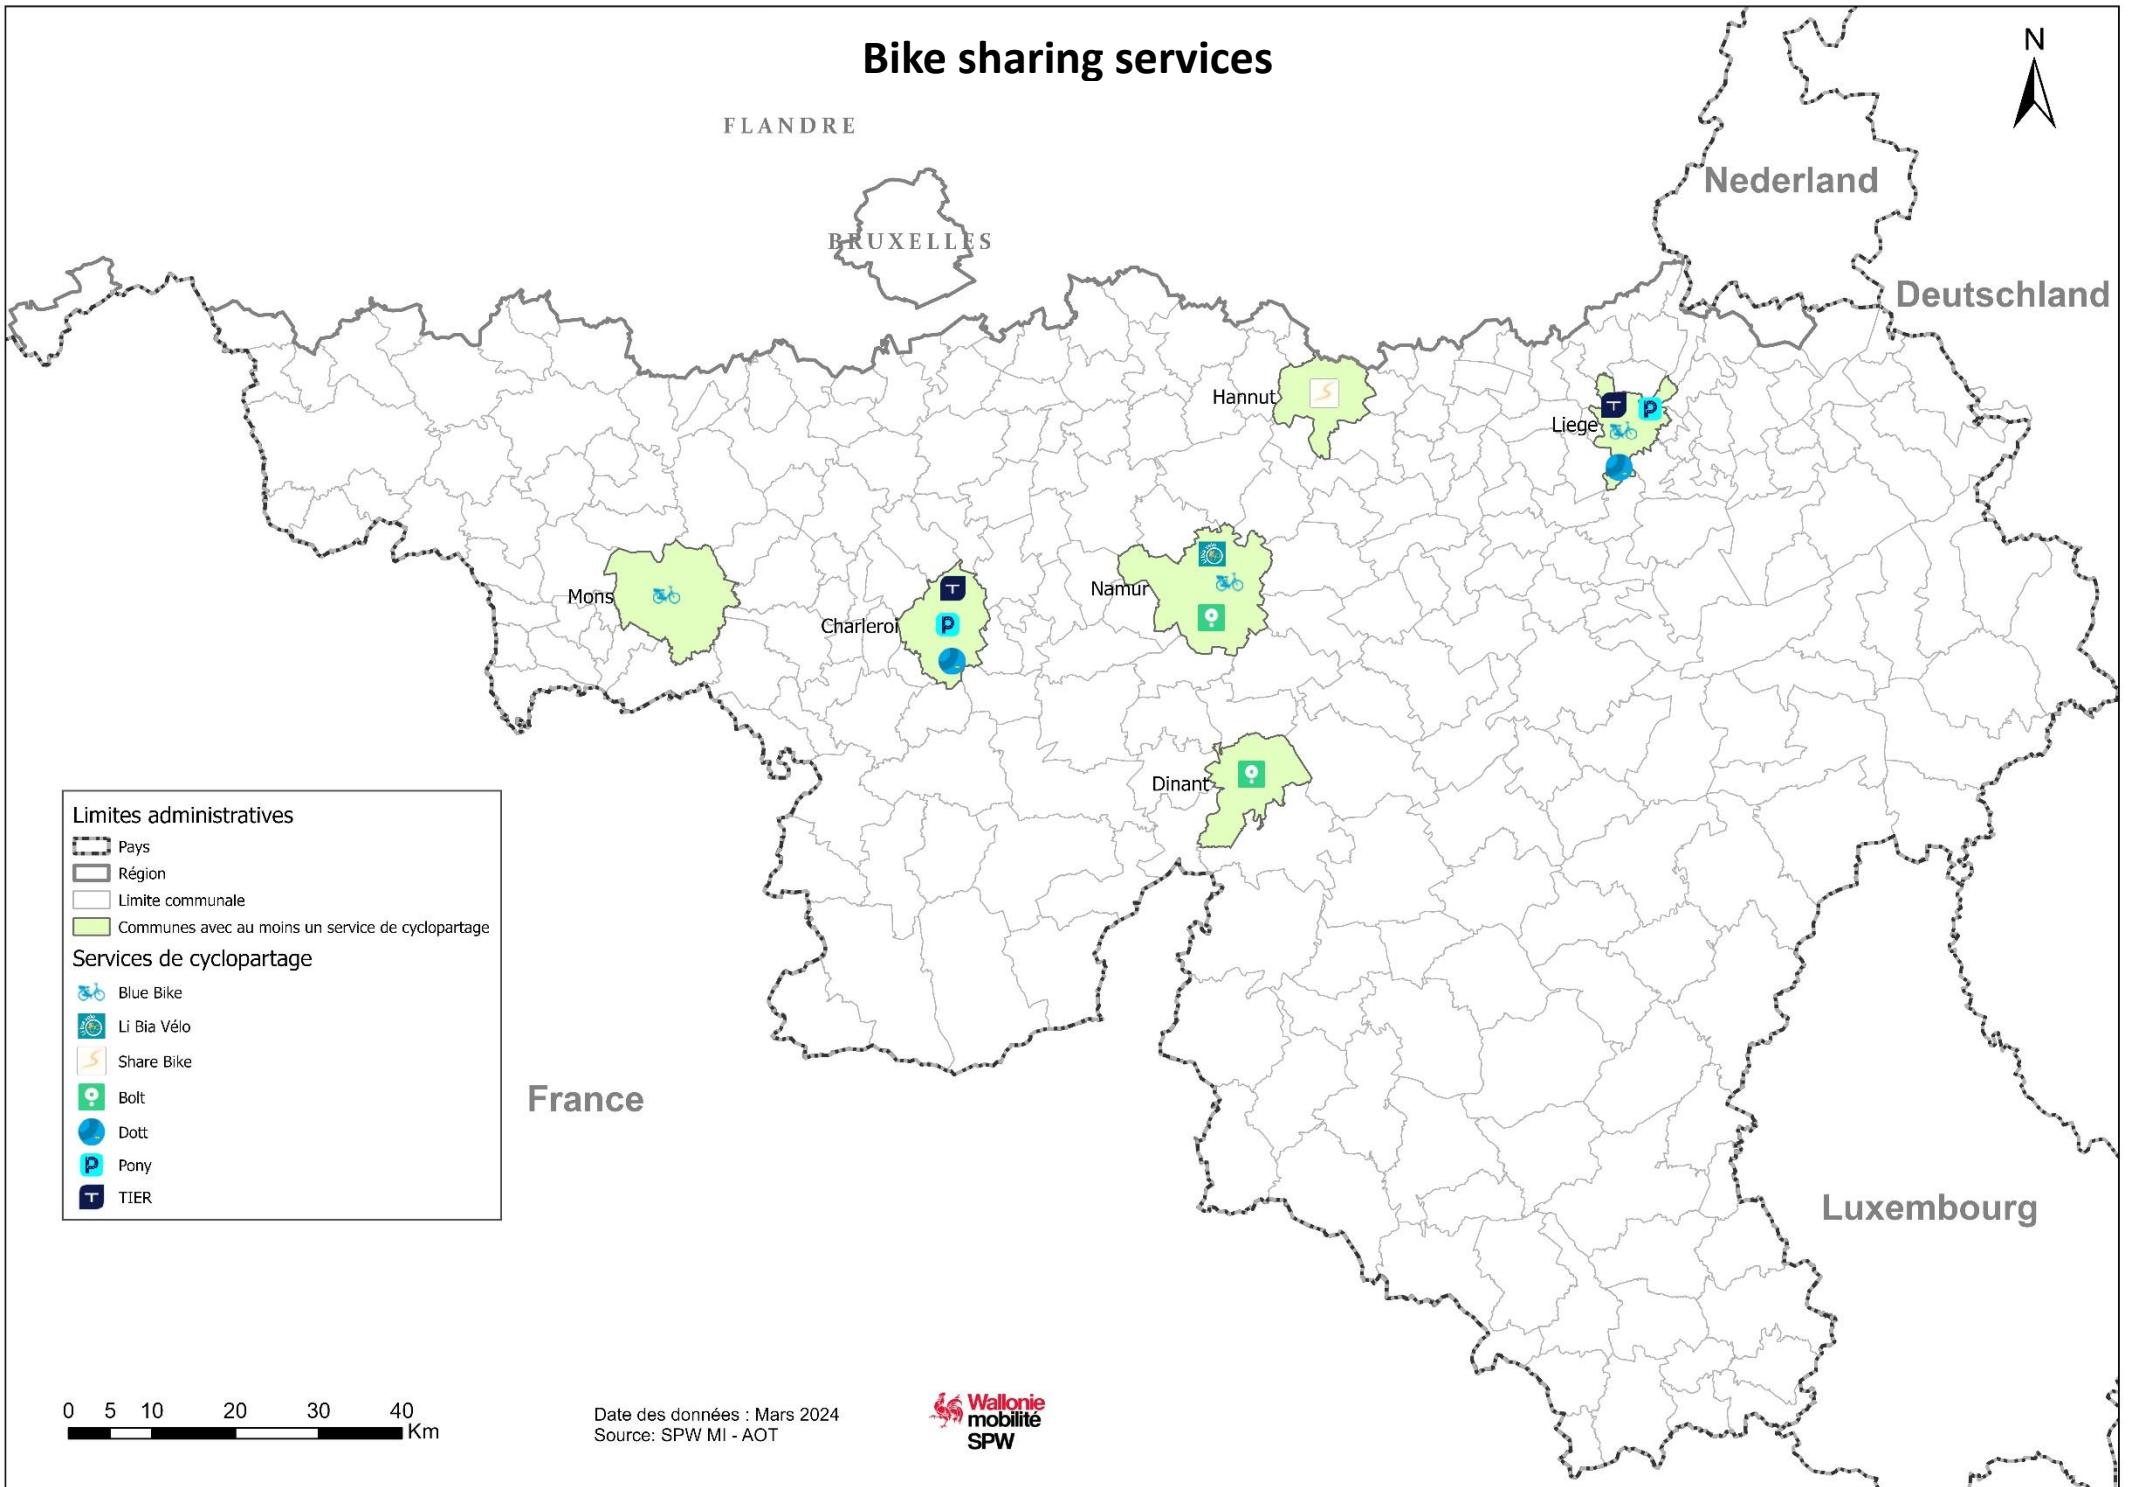 Bike sharing services
N
FLANDRE
Nederland
BRUXELLES
Deutschland
Hannut
Liege
Mons
Charleroi
Namur
Dinant
Limites administratives
Pays
Région
Limite communale
Communes avec au moins un service de cyclopartage
Services de cyclopartage
Blue Bike
Li Bia Vélo
Share Bike
Bolt
Dott
Pony
TIER
France
Luxembourg
0 5 10 20 30 40
Km
Date des données : Mars 2024
Source: SPW MI - AOT
Wallonie
mobilité
SPW